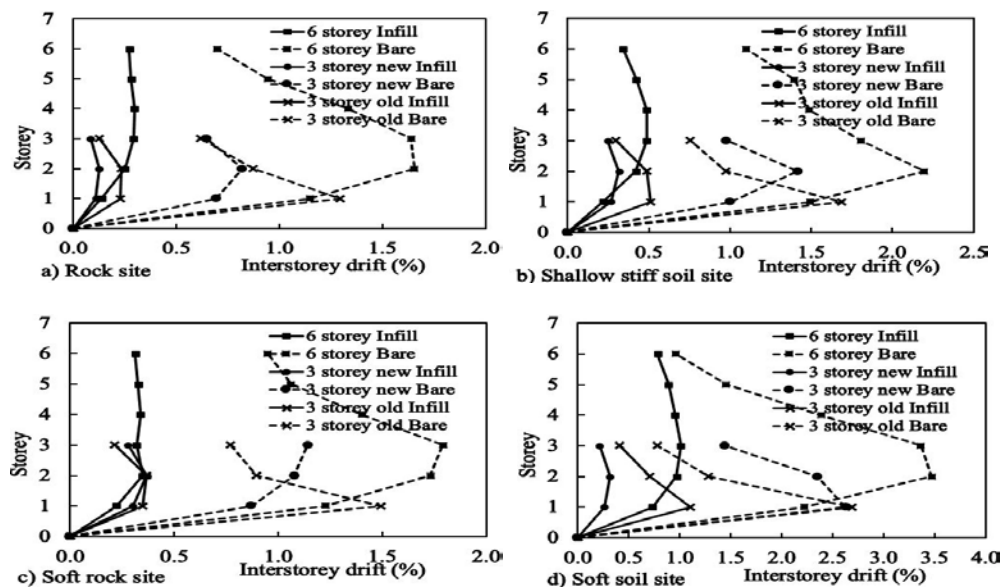 7
6
5
4
3
2
1
0
Storey
6 storey Infill
6 storey Bare
3 storey new Infill
3 storey new Bare
3 storey old Infill
3 storey old Bare
0.0 0.5 1.0 1.5 2.0
a) Rock site Interstorey drift (%)
7
6
5
4
3
2
1
0
Storey
6 storey Infill
6 storey Bare
3 storey new Infill
3 storey new Bare
3 storey old Infill
3 storey old Bare
0.0 0.5 1.0 1.5 2.0 2.5
b) Shallow stiff soil site Interstorey drift (%)
7
6
5
4
3
2
1
0
Storey
6 storey Infill
6 storey Bare
3 storey new Infill
3 storey new Bare
3 storey old Infill
3 storey old Bare
0.0 0.5 1.0 1.5 2.0
c) Soft rock site Interstorey drift (%)
7
6
5
4
3
2
1
0
Storey
6 storey Infill
6 storey Bare
3 storey new Infill
3 storey new Bare
3 storey old Infill
3 storey old Bare
0.0 0.5 1.0 1.5 2.0 2.5 3.0 3.5 4.0
Interstorey drift (%) d) Soft soil site